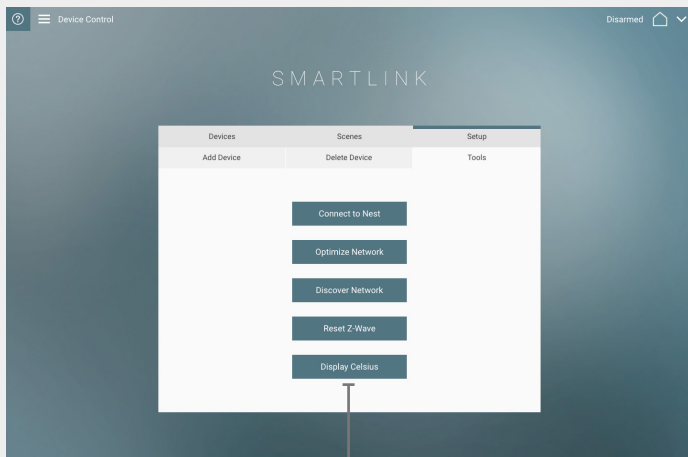 ?
Device Control
Disarmed
SMARTLINK
Devices Scenes Setup
Add Device Delete Device Tools
Connect to Nest
Optimize Network
Discover Network
Reset Z-Wave
Display Celsius